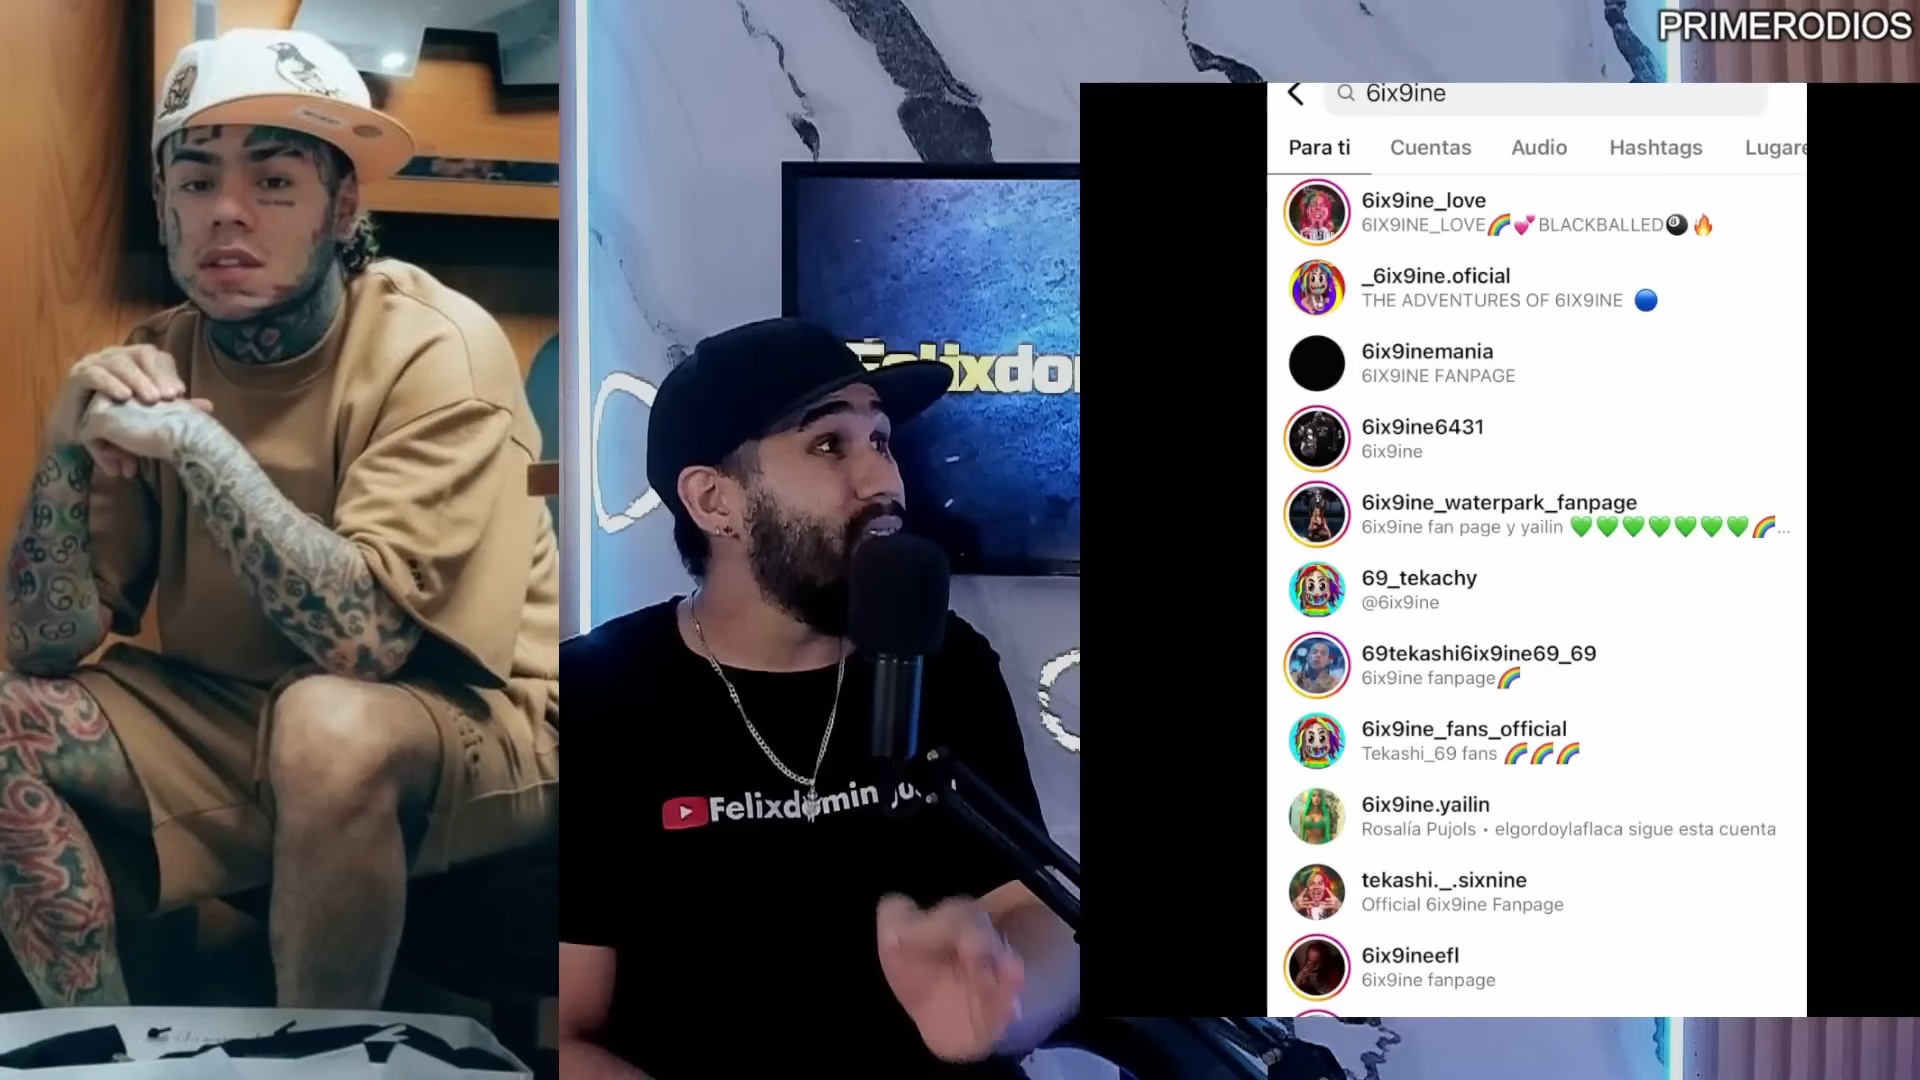 PRIMERODIOS
6ix9ine
Para ti
Cuentas
Audio
Hashtags
Lugare
6ix9ine_love
6IX9INE_LOVE🌈💕BLACKBALLED🎱🔥
_6ix9ine.oficial
THE ADVENTURES OF 6IX9INE 🔵
6ix9inemania
6IX9INE FANPAGE
6ix9ine6431
6ix9ine
6ix9ine_waterpark_fanpage
6ix9ine fan page y yailin 💚💚💚💚💚💚💚🌈...
69_tekachy
@6ix9ine
69tekashi6ix9ine69_69
6ix9ine fanpage🌈
6ix9ine_fans_official
Tekashi_69 fans 🌈🌈🌈
6ix9ine.yailin
Rosalía Pujols • elgordoylaflaca sigue esta cuenta
tekashi._.sixnine
Official 6ix9ine Fanpage
6ix9ineefl
6ix9ine fanpage
Felixdo
Felixdomin